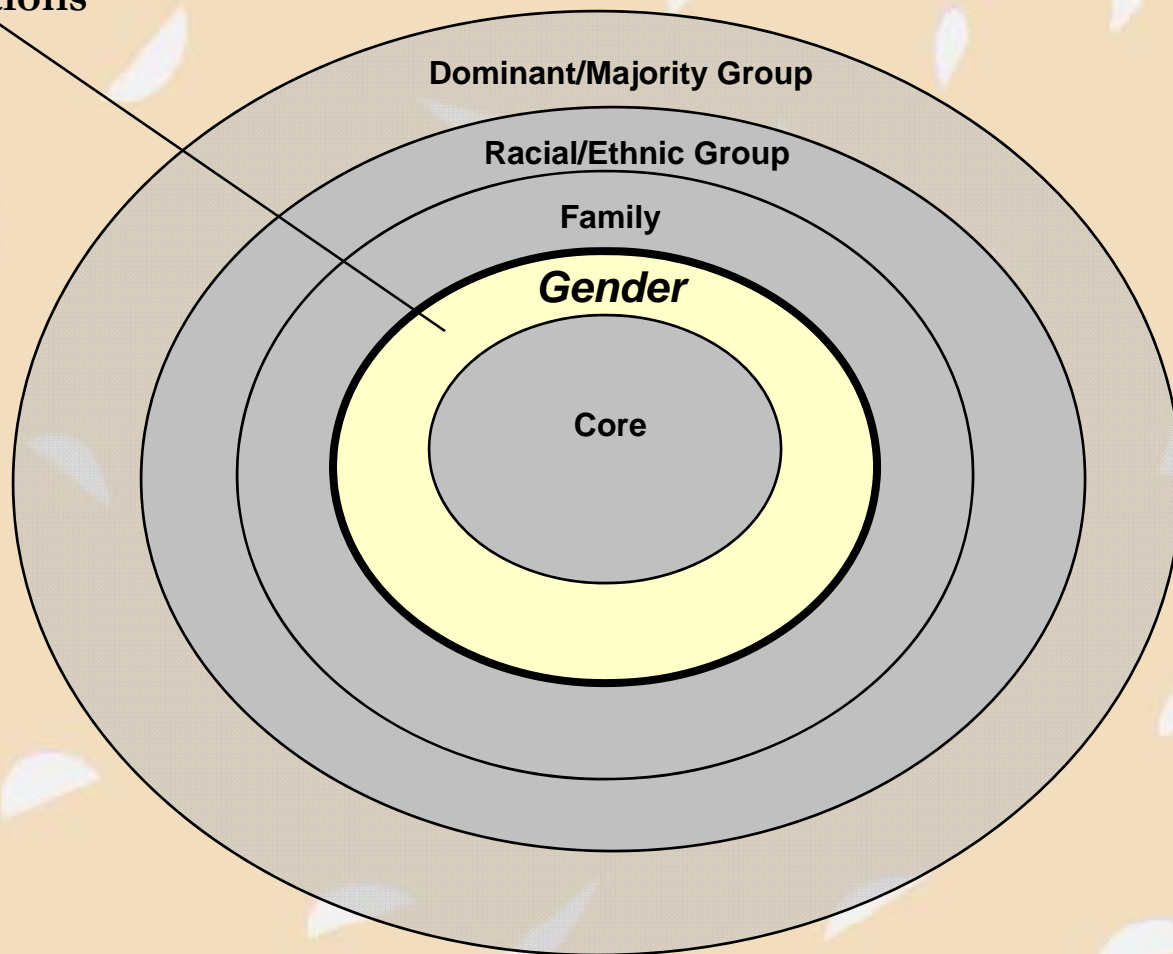 Dominant/Majority Group
Racial/Ethnic Group
Family
Gender
Core